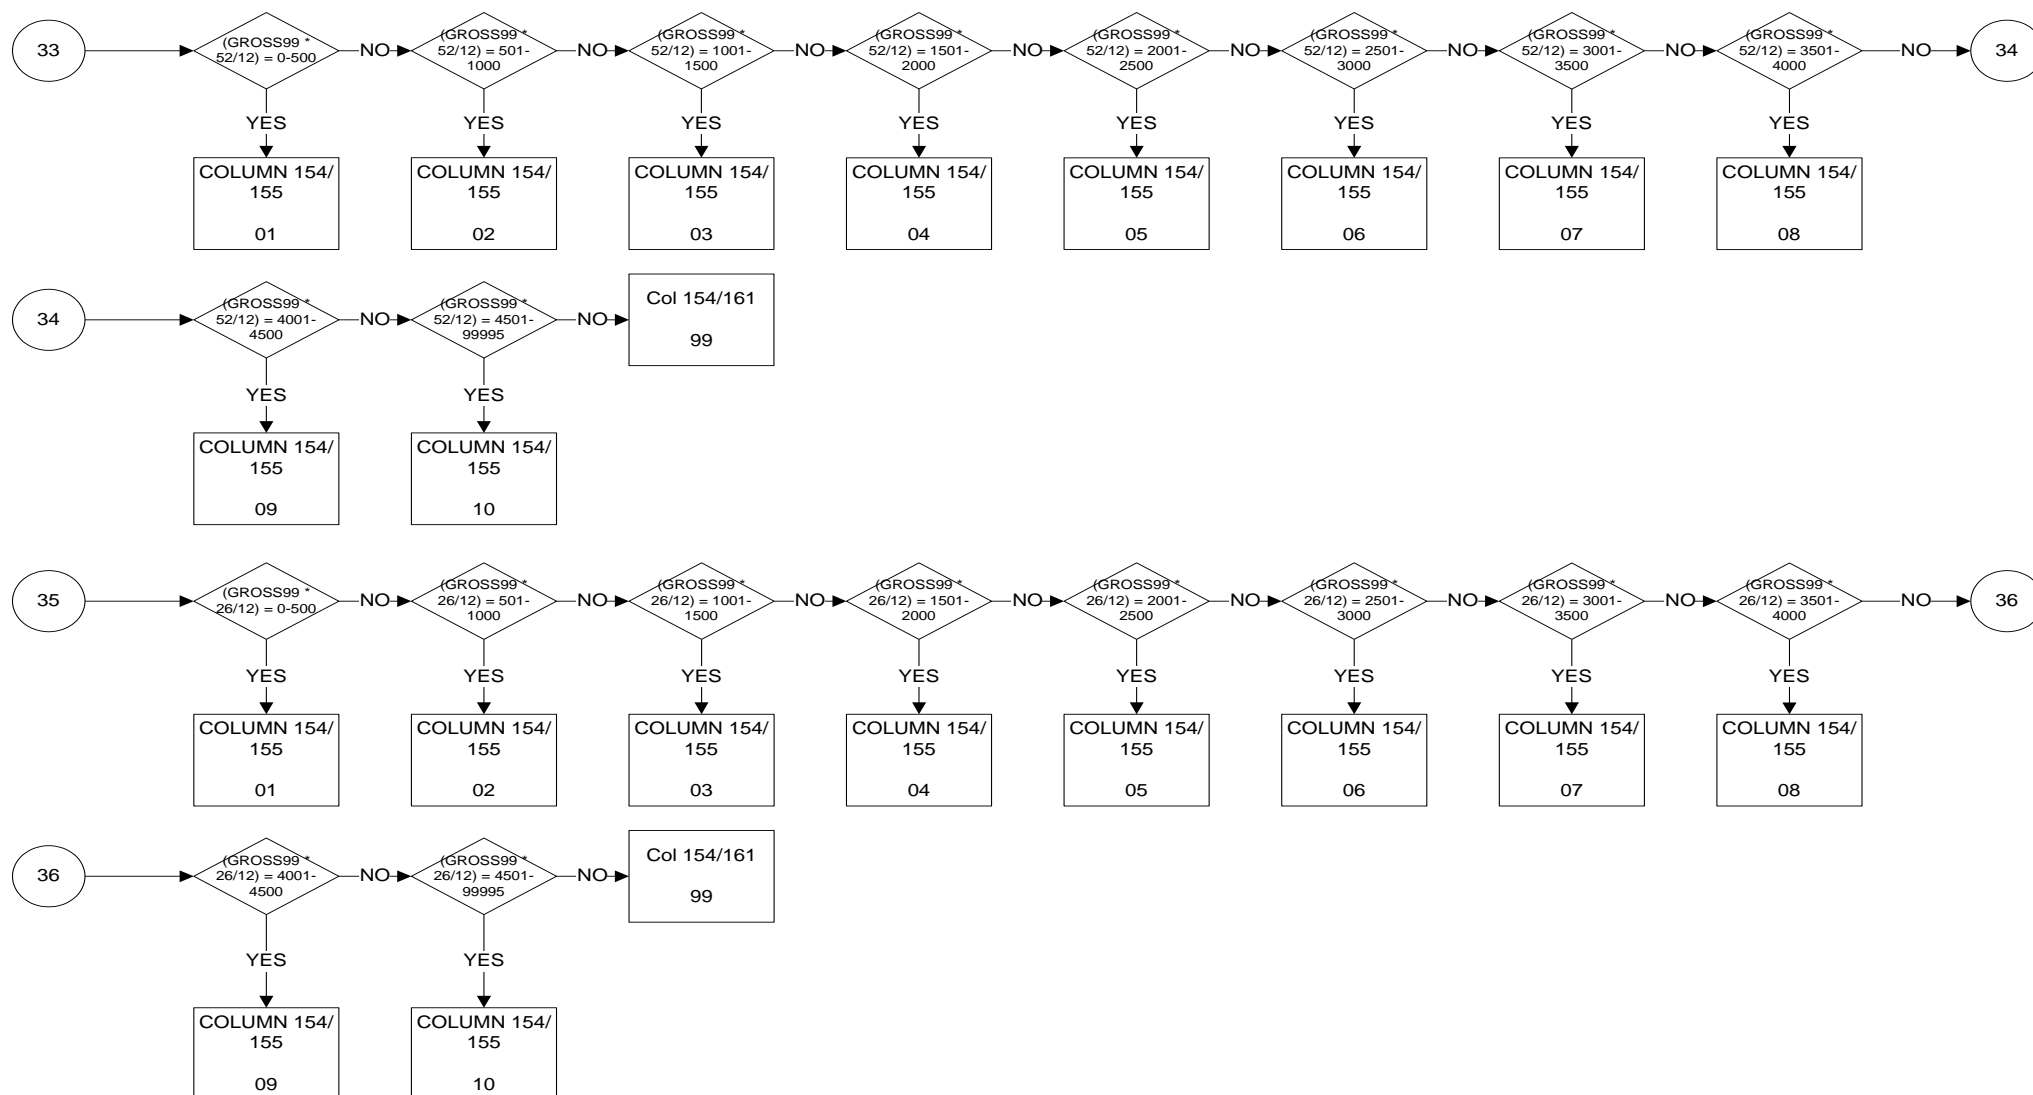 33
(GROSS99 *
52/12) = 0-500
NO
(GROSS99 *
52/12) = 501-
1000
NO
(GROSS99 *
52/12) = 1001-
1500
NO
(GROSS99 *
52/12) = 1501-
2000
NO
(GROSS99 *
52/12) = 2001-
2500
NO
(GROSS99 *
52/12) = 2501-
3000
NO
(GROSS99 *
52/12) = 3001-
3500
NO
(GROSS99 *
52/12) = 3501-
4000
NO
34
YES
YES
YES
YES
YES
YES
YES
YES
COLUMN 154/
155
01
COLUMN 154/
155
02
COLUMN 154/
155
03
COLUMN 154/
155
04
COLUMN 154/
155
05
COLUMN 154/
155
06
COLUMN 154/
155
07
COLUMN 154/
155
08
34
(GROSS99 *
52/12) = 4001-
4500
NO
(GROSS99 *
52/12) = 4501-
99995
NO
Col 154/161
99
YES
YES
COLUMN 154/
155
09
COLUMN 154/
155
10
35
(GROSS99 *
26/12) = 0-500
NO
(GROSS99 *
26/12) = 501-
1000
NO
(GROSS99 *
26/12) = 1001-
1500
NO
(GROSS99 *
26/12) = 1501-
2000
NO
(GROSS99 *
26/12) = 2001-
2500
NO
(GROSS99 *
26/12) = 2501-
3000
NO
(GROSS99 *
26/12) = 3001-
3500
NO
(GROSS99 *
26/12) = 3501-
4000
NO
36
YES
YES
YES
YES
YES
YES
YES
YES
COLUMN 154/
155
01
COLUMN 154/
155
02
COLUMN 154/
155
03
COLUMN 154/
155
04
COLUMN 154/
155
05
COLUMN 154/
155
06
COLUMN 154/
155
07
COLUMN 154/
155
08
36
(GROSS99 *
26/12) = 4001-
4500
NO
(GROSS99 *
26/12) = 4501-
99995
NO
Col 154/161
99
YES
YES
COLUMN 154/
155
09
COLUMN 154/
155
10